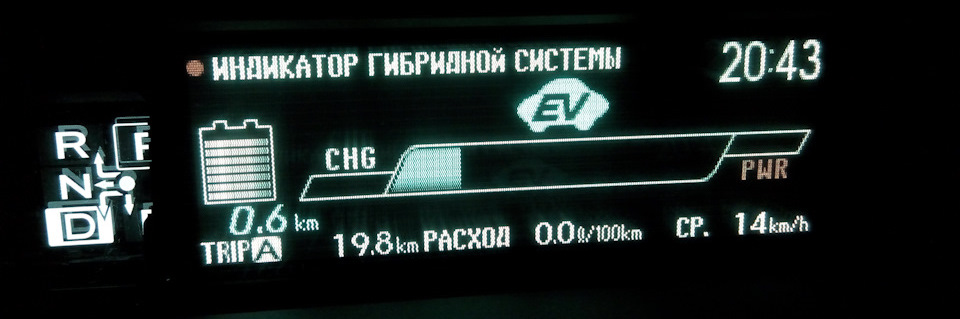 ИНДИКАТОР ГИБРИДНОЙ СИСТЕМЫ 20:43
EV
R
CHG
PWR
N
D
0.6 km
TRIP A 19.8 km РАСХОД 0.0 ℓ/100km СР. 14 km/h